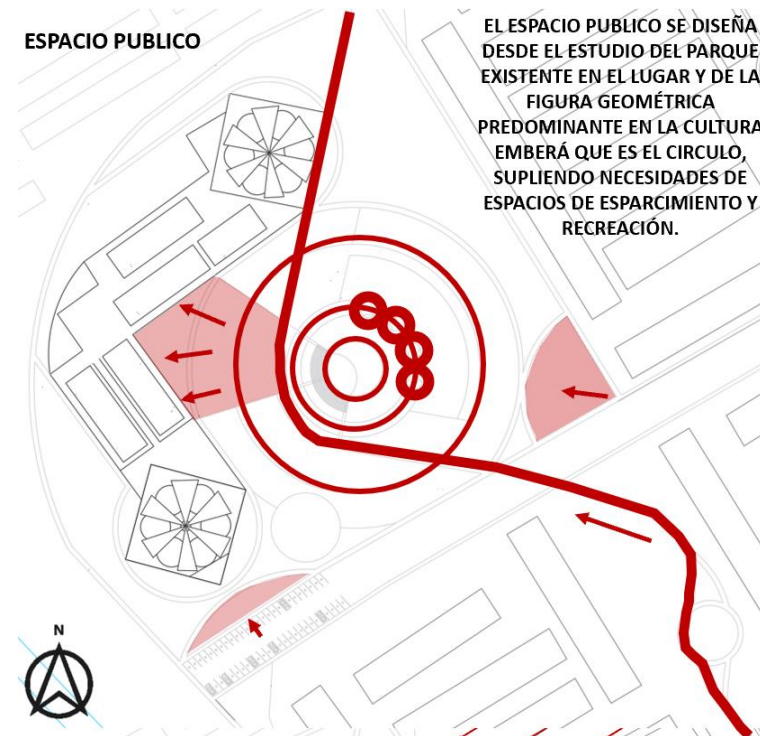 ESPACIO PUBLICO
EL ESPACIO PUBLICO SE DISEÑA
DESDE EL ESTUDIO DEL PARQUE
EXISTENTE EN EL LUGAR Y DE LA
FIGURA GEOMÉTRICA
PREDOMINANTE EN LA CULTURA
EMBERÁ QUE ES EL CIRCULO,
SUPLIENDO NECESIDADES DE
ESPACIOS DE ESPARCIMIENTO Y
RECREACIÓN.
N